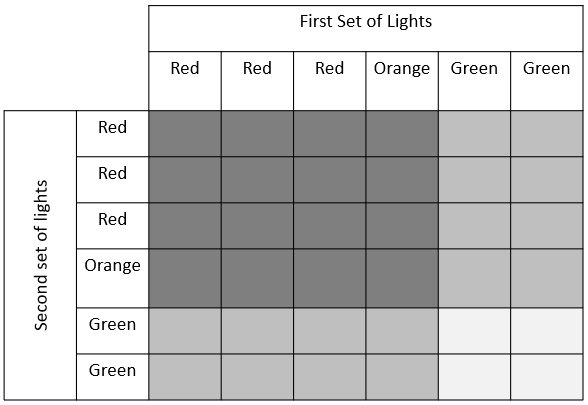 First Set of Lights
Red Red Red Orange Green Green
Second set of lights
Red
Red
Red
Orange
Green
Green